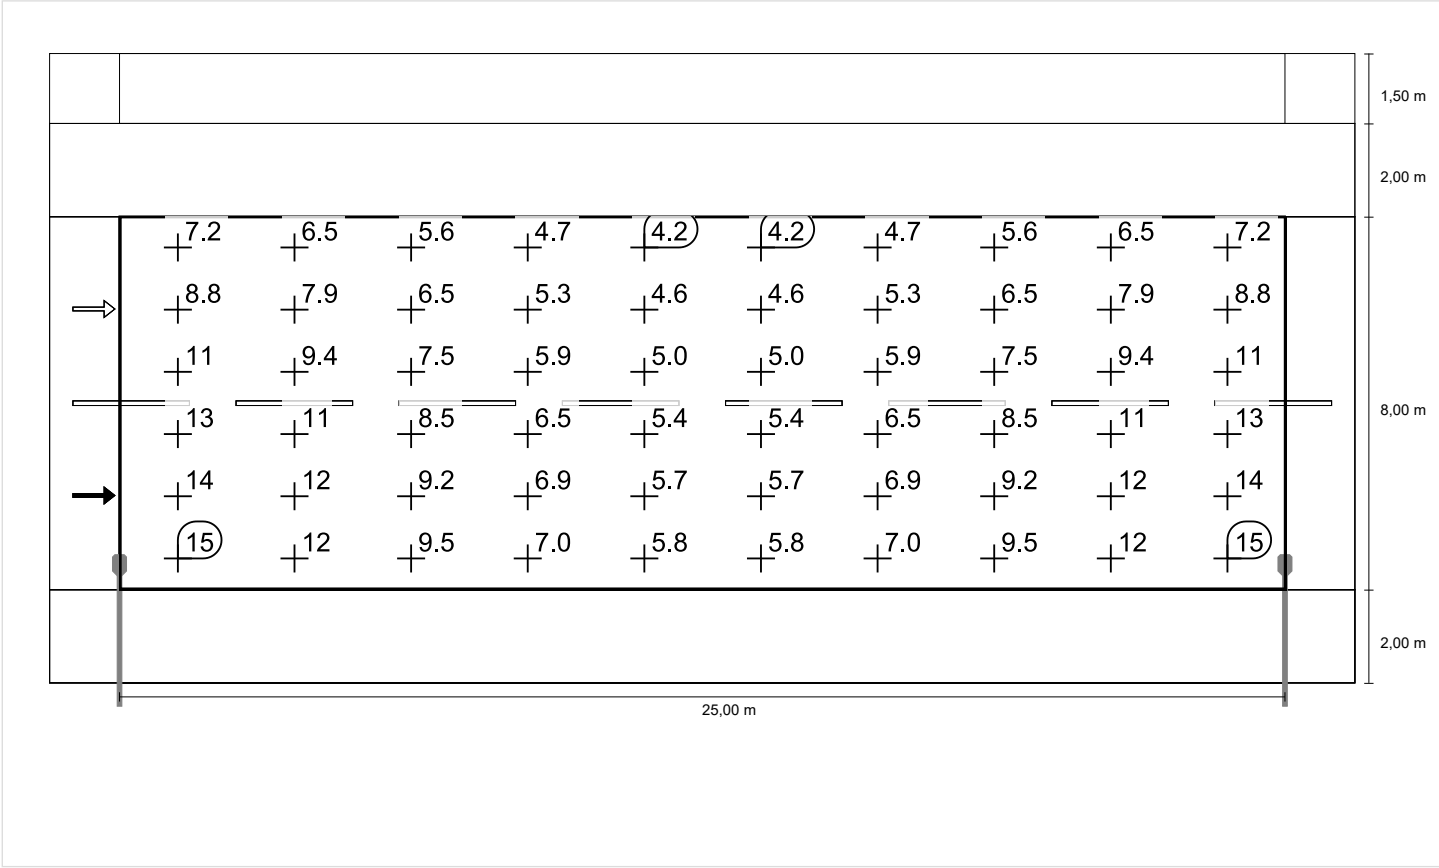 1,50 m
2,00 m
7.2 6.5 5.6 4.7 4.2 4.2 4.7 5.6 6.5 7.2
8.8 7.9 6.5 5.3 4.6 4.6 5.3 6.5 7.9 8.8
11 9.4 7.5 5.9 5.0 5.0 5.9 7.5 9.4 11
8,00 m
13 11 8.5 6.5 5.4 5.4 6.5 8.5 11 13
14 12 9.2 6.9 5.7 5.7 6.9 9.2 12 14
15 12 9.5 7.0 5.8 5.8 7.0 9.5 12 15
2,00 m
25,00 m